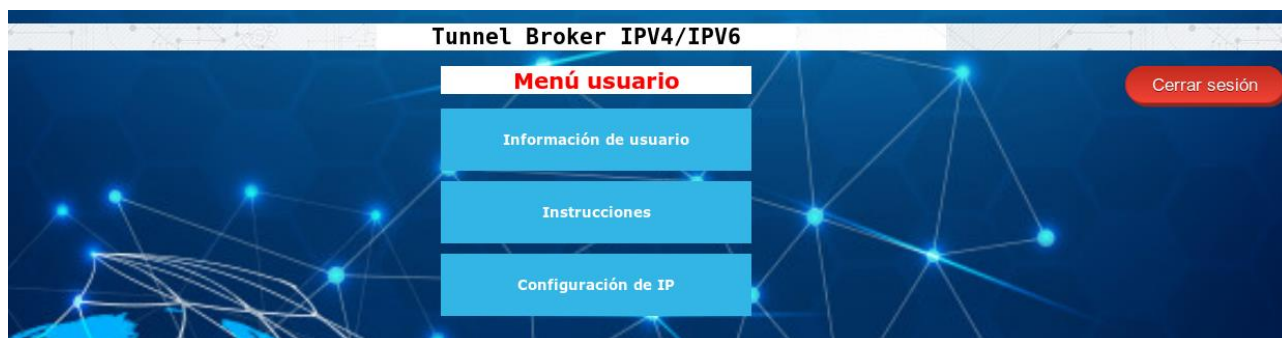 Tunnel Broker IPV4/IPV6
Menú usuario
Cerrar sesión
Información de usuario
Instrucciones
Configuración de IP